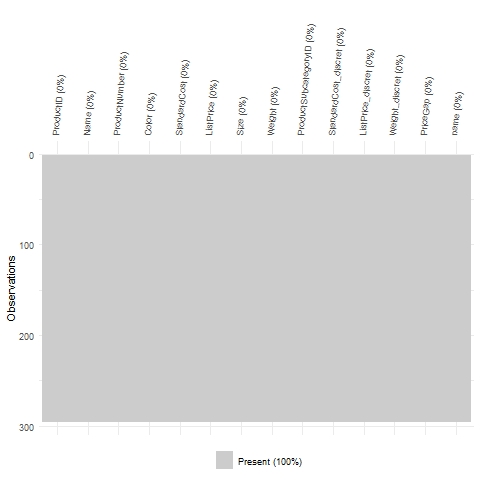 ProductID (0%)
Name (0%)
ProductNumber (0%)
Color (0%)
StandardCost (0%)
ListPrice (0%)
Size (0%)
Weight (0%)
ProductSubcategoryID (0%)
StandardCost_discret (0%)
ListPrice_discret (0%)
Weight_discret (0%)
PriceGap (0%)
name (0%)
0
100
200
300
Observations
Present (100%)